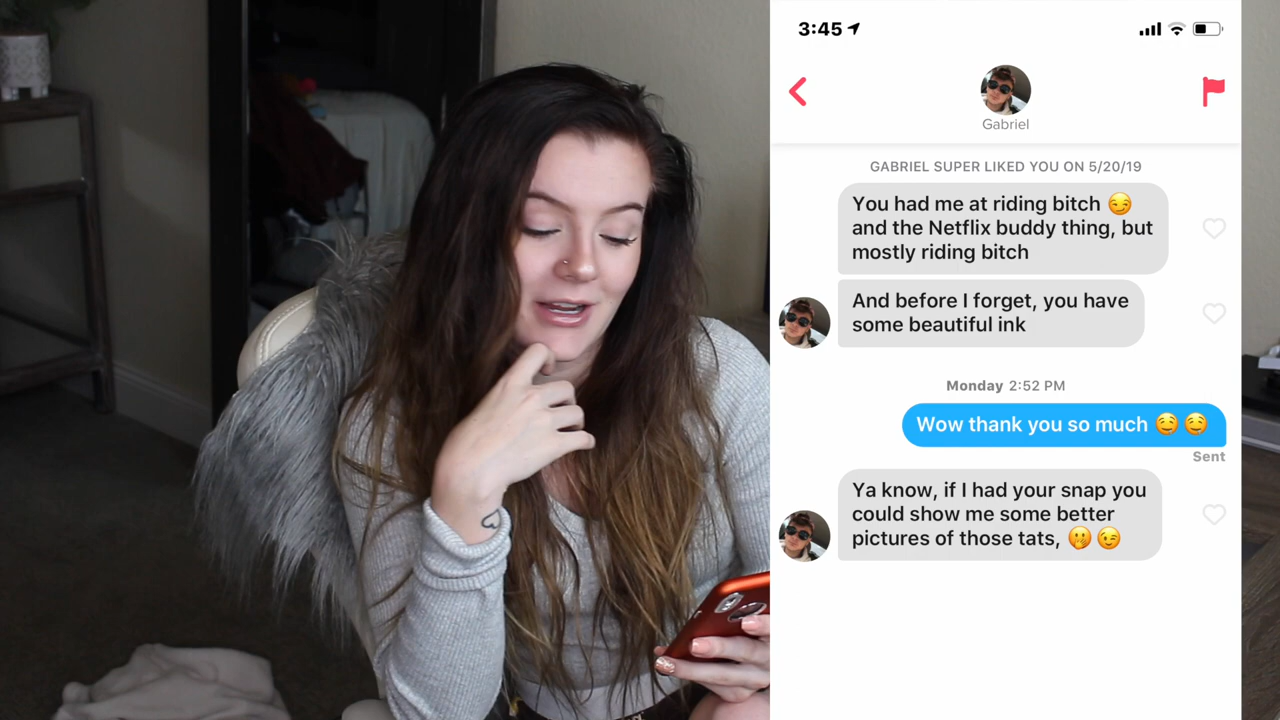 3:45
Gabriel
GABRIEL SUPER LIKED YOU ON 5/20/19
You had me at riding bitch 😏
and the Netflix buddy thing, but
mostly riding bitch
And before I forget, you have
some beautiful ink
Monday 2:52 PM
Wow thank you so much 🤤 🤤
Sent
Ya know, if I had your snap you
could show me some better
pictures of those tats, 🤭 😉